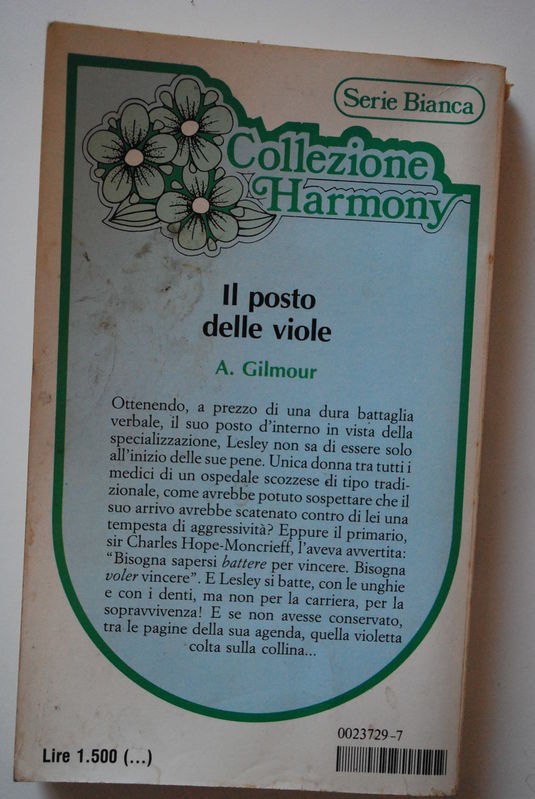 Serie Bianca
Collezione
Harmony
Il posto
delle viole
A. Gilmour
Ottenendo, a prezzo di una dura battaglia
verbale, il suo posto d'interno in vista della
specializzazione, Lesley non sa di essere solo
all'inizio delle sue pene. Unica donna tra tutti i
medici di un ospedale scozzese di tipo tradi-
zionale, come avrebbe potuto sospettare che il
suo arrivo avrebbe scatenato contro di lei una
tempesta di aggressività? Eppure il primario,
sir Charles Hope-Moncrieff, l'aveva avvertita:
"Bisogna sapersi battere per vincere. Bisogna
voler vincere". E Lesley si batte, con le unghie
e con i denti, ma non per la carriera, per la
sopravvivenza! E se non avesse conservato,
tra le pagine della sua agenda, quella violetta
colta sulla collina...
0023729-7
Lire 1.500 (...)